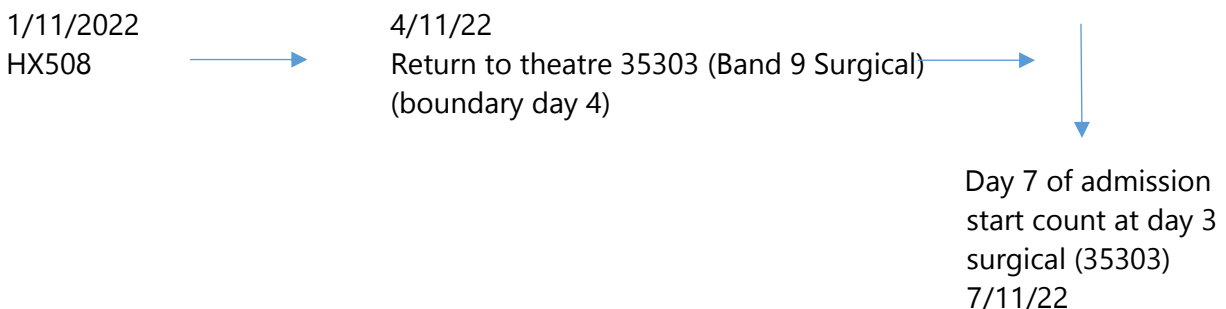 1/11/2022
HX508
4/11/22
Return to theatre 35303 (Band 9 Surgical)
(boundary day 4)
Day 7 of admission
start count at day 3
surgical (35303)
7/11/22